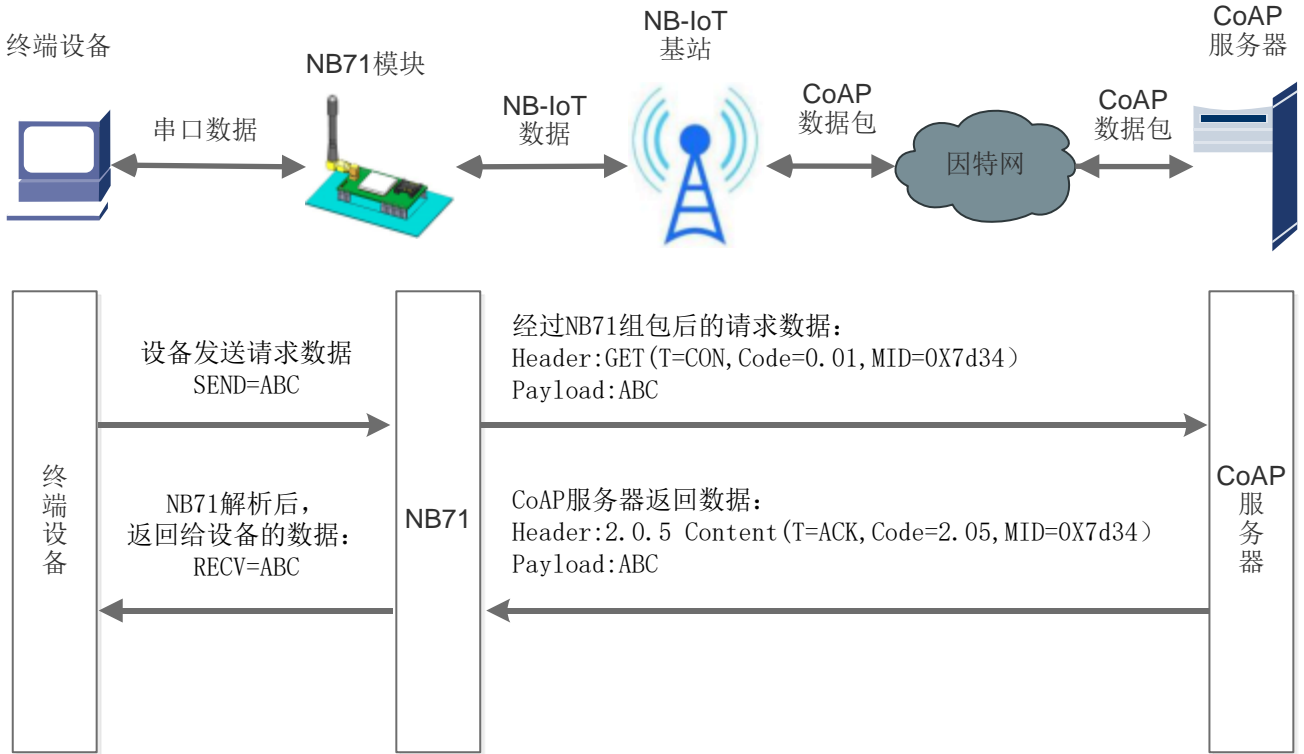 终端设备
NB71模块
NB-IoT
基站
CoAP
服务器
串口数据
NB-IoT
数据
CoAP
数据包
因特网
CoAP
数据包
设备发送请求数据
SEND=ABC
经过NB71组包后的请求数据:
Header:GET(T=CON,Code=0.01,MID=0X7d34)
Payload:ABC
终端设备
NB71解析后,
返回给设备的数据:
RECV=ABC
NB71
CoAP服务器返回数据:
Header:2.0.5 Content(T=ACK,Code=2.05,MID=0X7d34)
Payload:ABC
CoAP
服务器